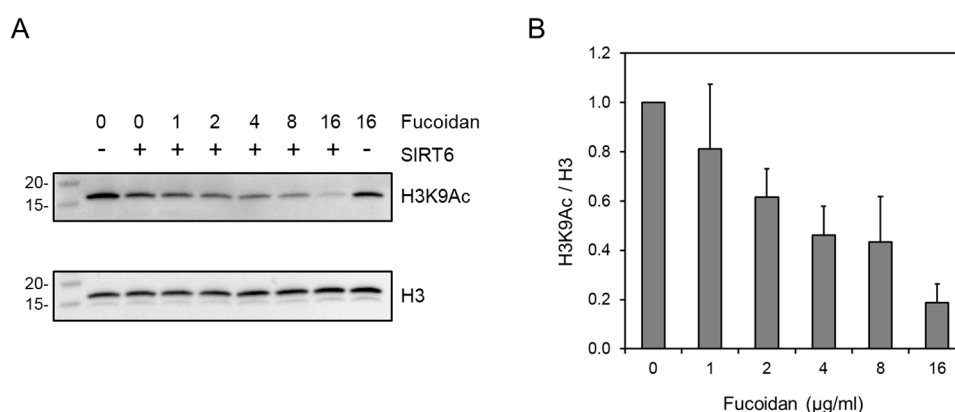 A
0 0 1 2 4 8 16 16 Fucoidan
- + + + + + + - SIRT6
20-
15-
H3K9Ac
20-
15-
H3
B
1.2
1.0
0.8
0.6
0.4
0.2
0.0
H3K9Ac / H3
0 1 2 4 8 16
Fucoidan (µg/ml)